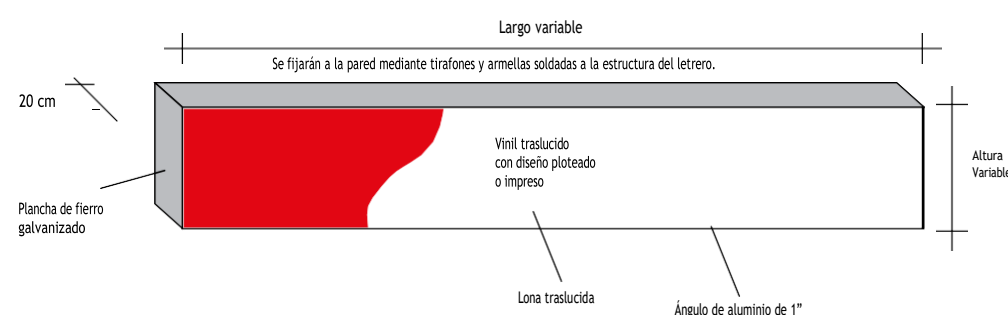 Largo variable
Se fijarán a la pared mediante tirafones y armellas soldadas a la estructura del letrero.
20 cm
Vinil traslucido
con diseño ploteado
o impreso
Altura
Variable
Plancha de fierro
galvanizado
Lona traslucida
Ángulo de aluminio de 1”